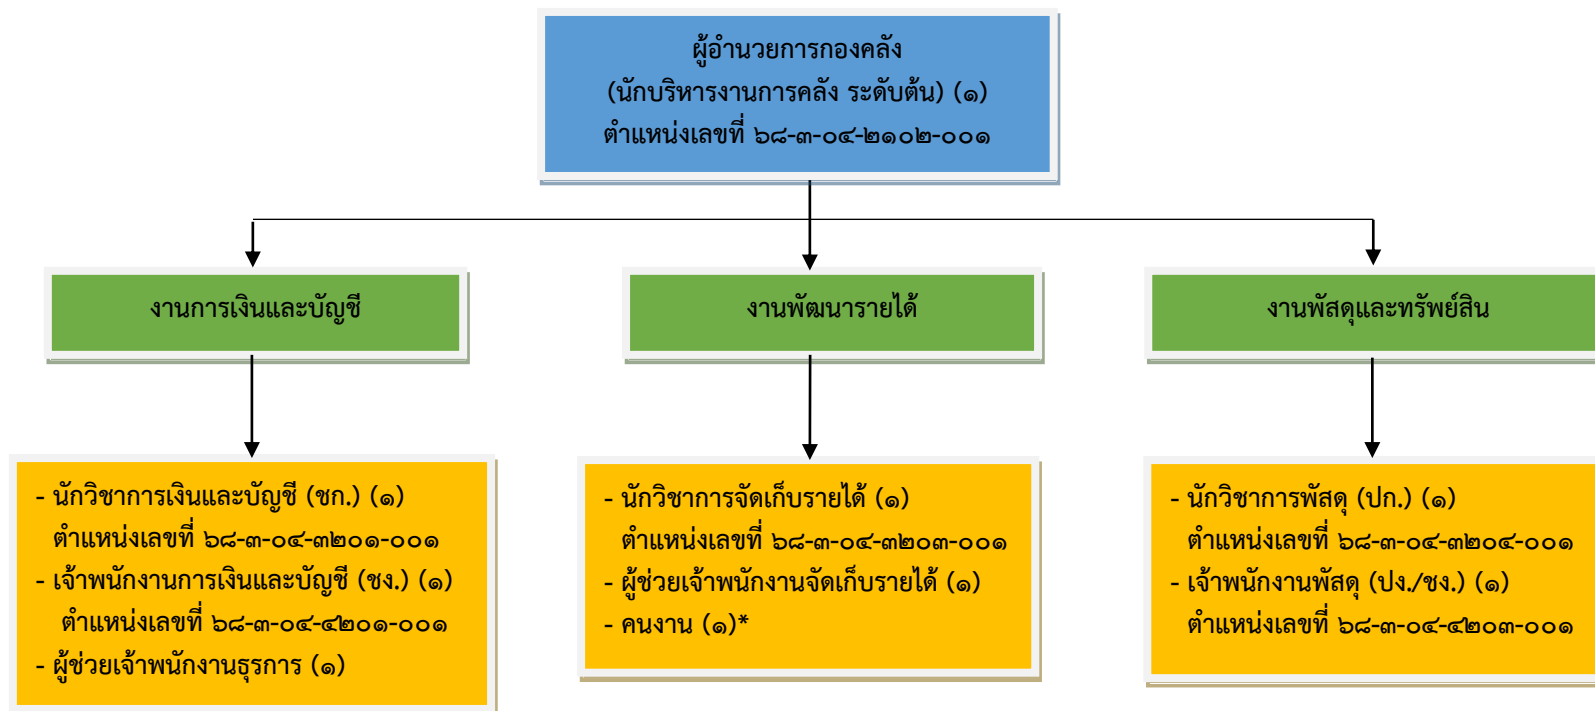 ผู้อำนวยการกองคลัง
(นักบริหารงานการคลัง ระดับต้น) (๑)
ตำแหน่งเลขที่ ๖๘-๓-๐๔-๒๑๐๒-๐๐๑
งานการเงินและบัญชี
งานพัฒนารายได้
งานพัสดุและทรัพย์สิน
- นักวิชาการเงินและบัญชี (ชก.) (๑)
ตำแหน่งเลขที่ ๖๘-๓-๐๔-๓๒๐๑-๐๐๑
- เจ้าพนักงานการเงินและบัญชี (ชง.) (๑)
ตำแหน่งเลขที่ ๖๘-๓-๐๔-๔๒๐๑-๐๐๑
- ผู้ช่วยเจ้าพนักงานธุรการ (๑)
- นักวิชาการจัดเก็บรายได้ (๑)
ตำแหน่งเลขที่ ๖๘-๓-๐๔-๓๒๐๓-๐๐๑
- ผู้ช่วยเจ้าพนักงานจัดเก็บรายได้ (๑)
- คนงาน (๑)*
- นักวิชาการพัสดุ (ปก.) (๑)
ตำแหน่งเลขที่ ๖๘-๓-๐๔-๓๒๐๔-๐๐๑
- เจ้าพนักงานพัสดุ (ปง./ชง.) (๑)
ตำแหน่งเลขที่ ๖๘-๓-๐๔-๔๒๐๓-๐๐๑